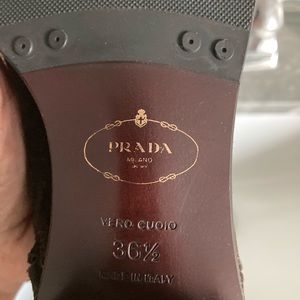 PRADA
MILANO
VERO CUOIO
36½
MADE IN ITALY